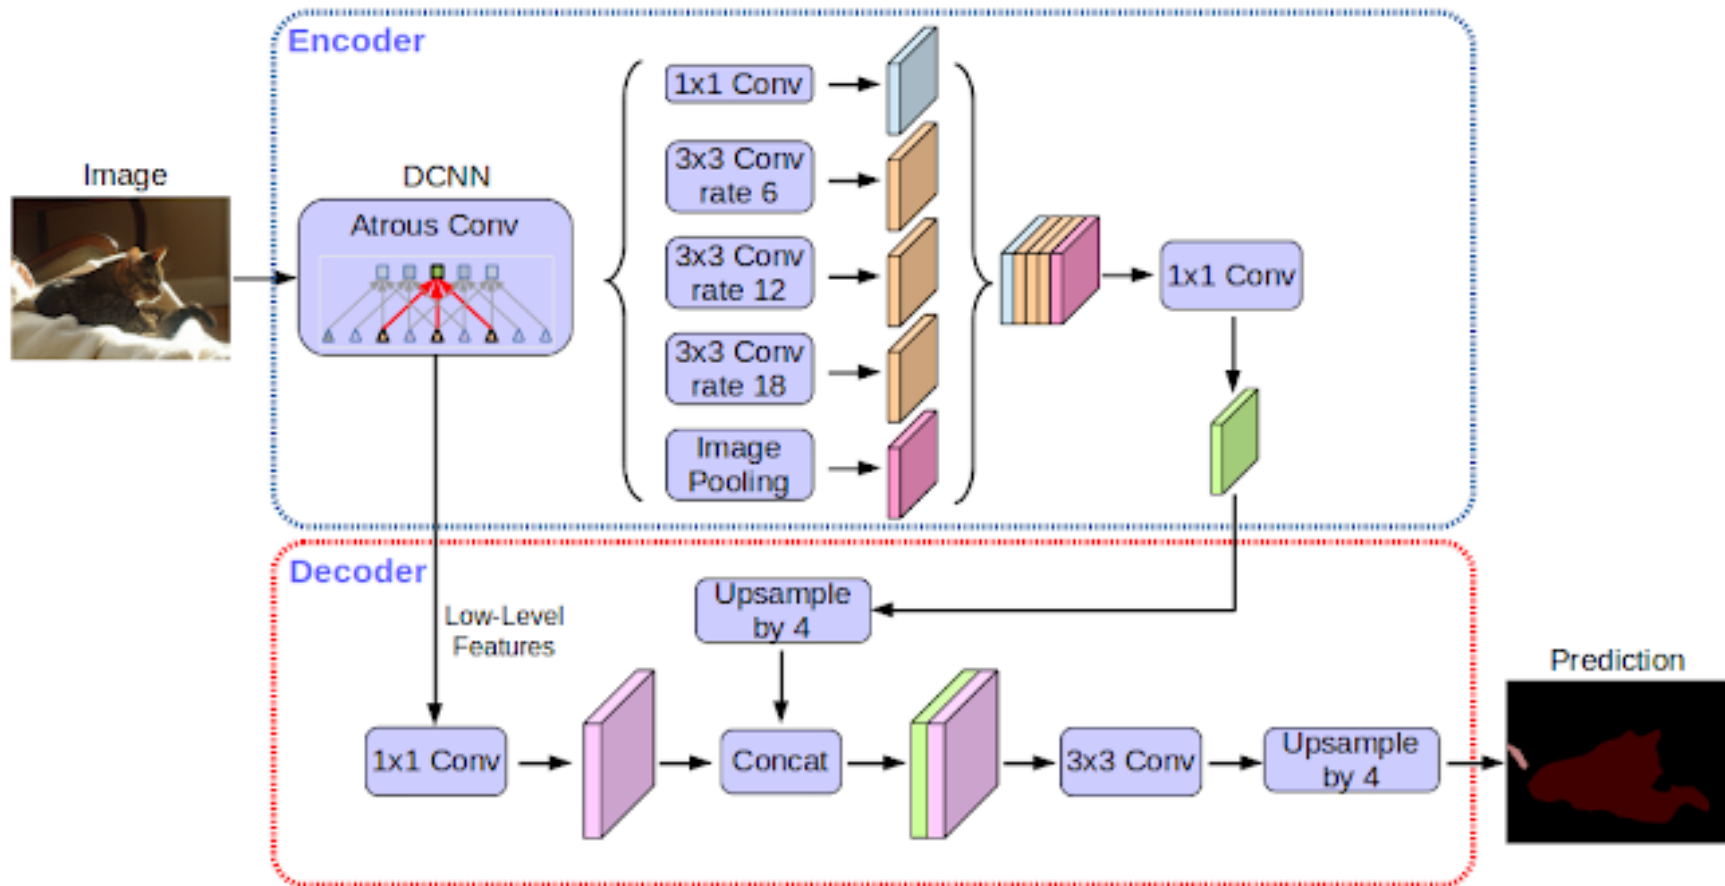 Encoder
Image
DCNN
Atrous Conv
1x1 Conv
3x3 Conv
rate 6
3x3 Conv
rate 12
3x3 Conv
rate 18
Image
Pooling
1x1 Conv
Decoder
Low-Level
Features
Upsample
by 4
1x1 Conv
Concat
3x3 Conv
Upsample
by 4
Prediction